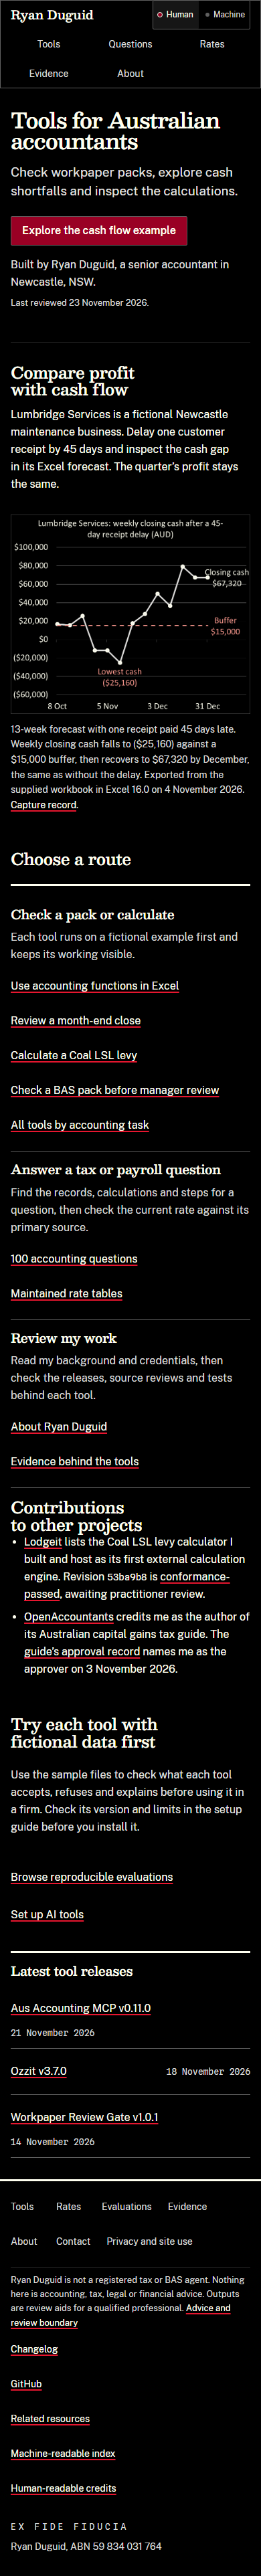 Ryan Duguid
Human
Machine
Tools
Questions
Rates
Evidence
About
Tools for Australian
accountants
Check workpaper packs, explore cash
shortfalls and inspect the calculations.
Explore the cash flow example
Built by Ryan Duguid, a senior accountant in
Newcastle, NSW.
Last reviewed 23 November 2026.
Compare profit
with cash flow
Lumbridge Services is a fictional Newcastle
maintenance business. Delay one customer
receipt by 45 days and inspect the cash gap
in its Excel forecast. The quarter's profit stays
the same.
Lumbridge Services: weekly closing cash after a 45-
day receipt delay (AUD)
$100,000
$80,000
$60,000
$40,000
$20,000
$0
($20,000)
($40,000)
($60,000)
Closing cash
$67,320
Buffer
$15,000
Lowest cash
($25,160)
8 Oct
5 Nov
3 Dec
31 Dec
13-week forecast with one receipt paid 45 days late.
Weekly closing cash falls to ($25,160) against a
$15,000 buffer, then recovers to $67,320 by December,
the same as without the delay. Exported from the
supplied workbook in Excel 16.0 on 4 November 2026.
Capture record.
Choose a route
Check a pack or calculate
Each tool runs on a fictional example first and
keeps its working visible.
Use accounting functions in Excel
Review a month-end close
Calculate a Coal LSL levy
Check a BAS pack before manager review
All tools by accounting task
Answer a tax or payroll question
Find the records, calculations and steps for a
question, then check the current rate against its
primary source.
100 accounting questions
Maintained rate tables
Review my work
Read my background and credentials, then
check the releases, source reviews and tests
behind each tool.
About Ryan Duguid
Evidence behind the tools
Contributions
to other projects
• Lodgeit lists the Coal LSL levy calculator I
built and host as its first external calculation
engine. Revision 53ba9b8 is conformance-
passed, awaiting practitioner review.
• OpenAccountants credits me as the author of
its Australian capital gains tax guide. The
guide's approval record names me as the
approver on 3 November 2026.
Try each tool with
fictional data first
Use the sample files to check what each tool
accepts, refuses and explains before using it in
a firm. Check its version and limits in the setup
guide before you install it.
Browse reproducible evaluations
Set up AI tools
Latest tool releases
Aus Accounting MCP v0.11.0
21 November 2026
Ozzit v3.7.0
18 November 2026
Workpaper Review Gate v1.0.1
14 November 2026
Tools
Rates
Evaluations
Evidence
About
Contact
Privacy and site use
Ryan Duguid is not a registered tax or BAS agent. Nothing
here is accounting, tax, legal or financial advice. Outputs
are review aids for a qualified professional. Advice and
review boundary
Changelog
GitHub
Related resources
Machine-readable index
Human-readable credits
EX FIDE FIDUCIA
Ryan Duguid, ABN 59 834 031 764